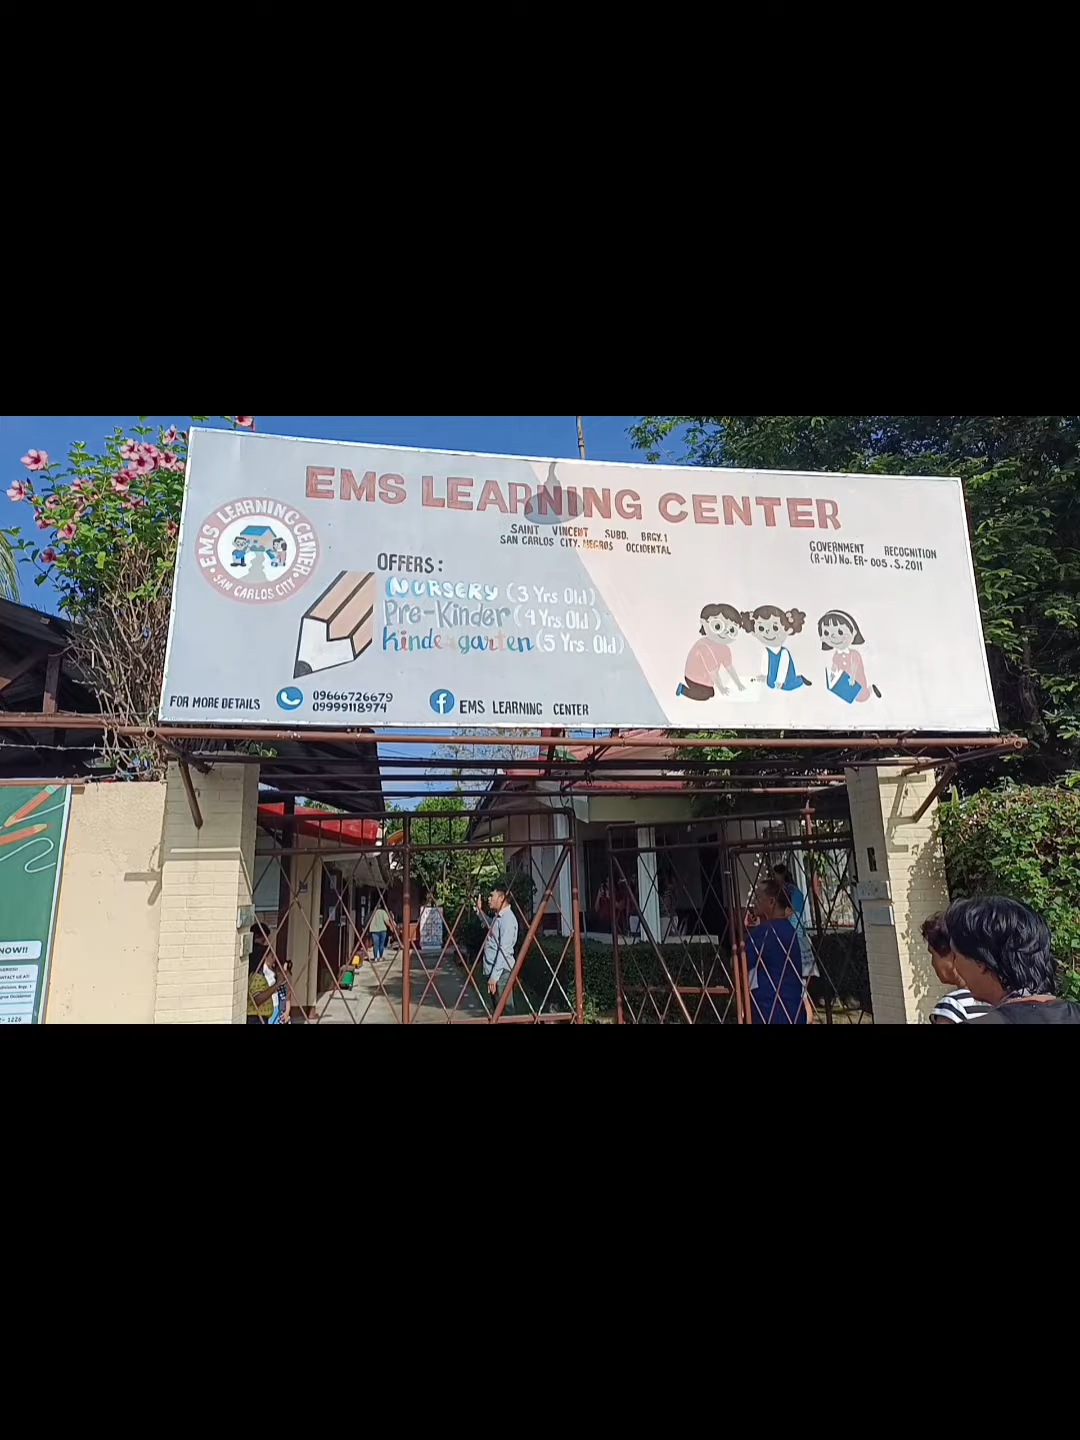 EMS LEARNING CENTER
SAINT VINCENT SUBD. BRGY.1
SAN CARLOS CITY. NEGROS OCCIDENTAL
GOVERNMENT RECOGNITION
(R-VI) No. ER- 005 . S. 2011
EMS LEARNING CENTER
SAN CARLOS CITY
OFFERS:
NURSERY (3 Yrs Old)
Pre-Kinder (4 Yrs. Old)
Kindergarten (5 Yrs. Old)
FOR MORE DETAILS
09666726679
09999118974
EMS LEARNING CENTER
NOW!!
1226